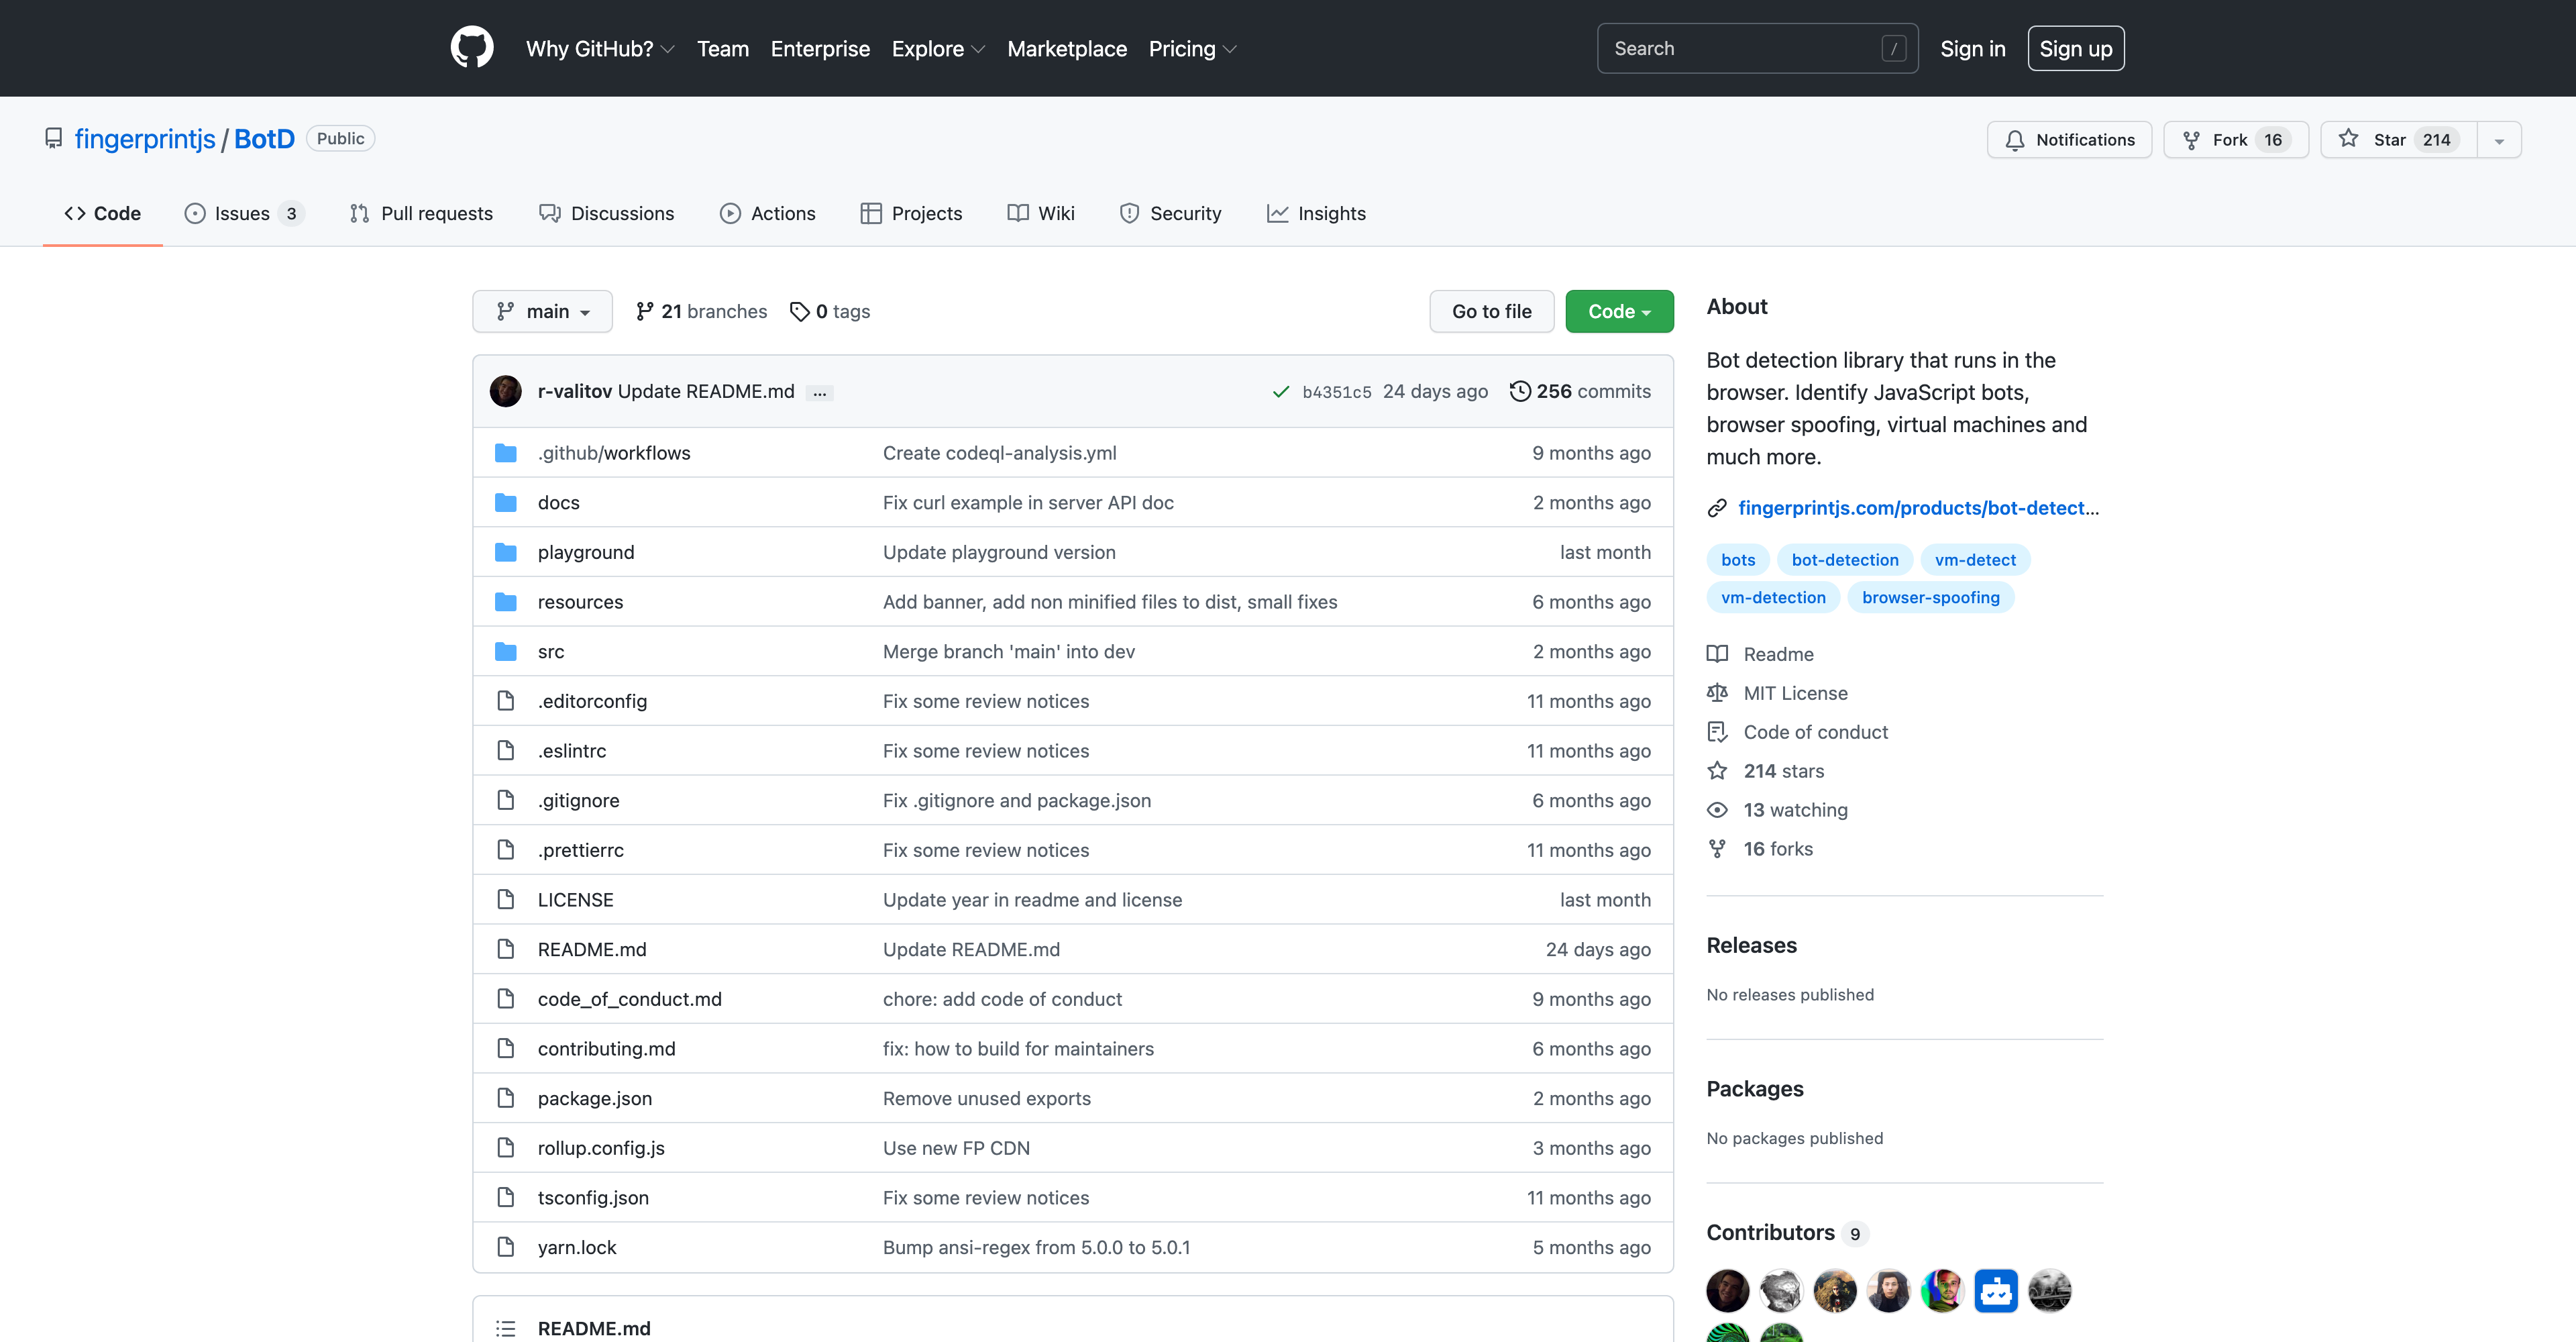 Why GitHub? Team Enterprise Explore Marketplace Pricing Search / Sign in Sign up
fingerprintjs / BotD Public Notifications Fork 16 Star 214
Code Issues 3 Pull requests Discussions Actions Projects Wiki Security Insights
main 21 branches 0 tags Go to file Code
r-valitov Update README.md ... b4351c5 24 days ago 256 commits
.github/workflows Create codeql-analysis.yml 9 months ago
docs Fix curl example in server API doc 2 months ago
playground Update playground version last month
resources Add banner, add non minified files to dist, small fixes 6 months ago
src Merge branch 'main' into dev 2 months ago
.editorconfig Fix some review notices 11 months ago
.eslintrc Fix some review notices 11 months ago
.gitignore Fix .gitignore and package.json 6 months ago
.prettierrc Fix some review notices 11 months ago
LICENSE Update year in readme and license last month
README.md Update README.md 24 days ago
code_of_conduct.md chore: add code of conduct 9 months ago
contributing.md fix: how to build for maintainers 6 months ago
package.json Remove unused exports 2 months ago
rollup.config.js Use new FP CDN 3 months ago
tsconfig.json Fix some review notices 11 months ago
yarn.lock Bump ansi-regex from 5.0.0 to 5.0.1 5 months ago
README.md
About
Bot detection library that runs in the
browser. Identify JavaScript bots,
browser spoofing, virtual machines and
much more.
fingerprintjs.com/products/bot-detect...
bots bot-detection vm-detect
vm-detection browser-spoofing
Readme
MIT License
Code of conduct
214 stars
13 watching
16 forks
Releases
No releases published
Packages
No packages published
Contributors 9